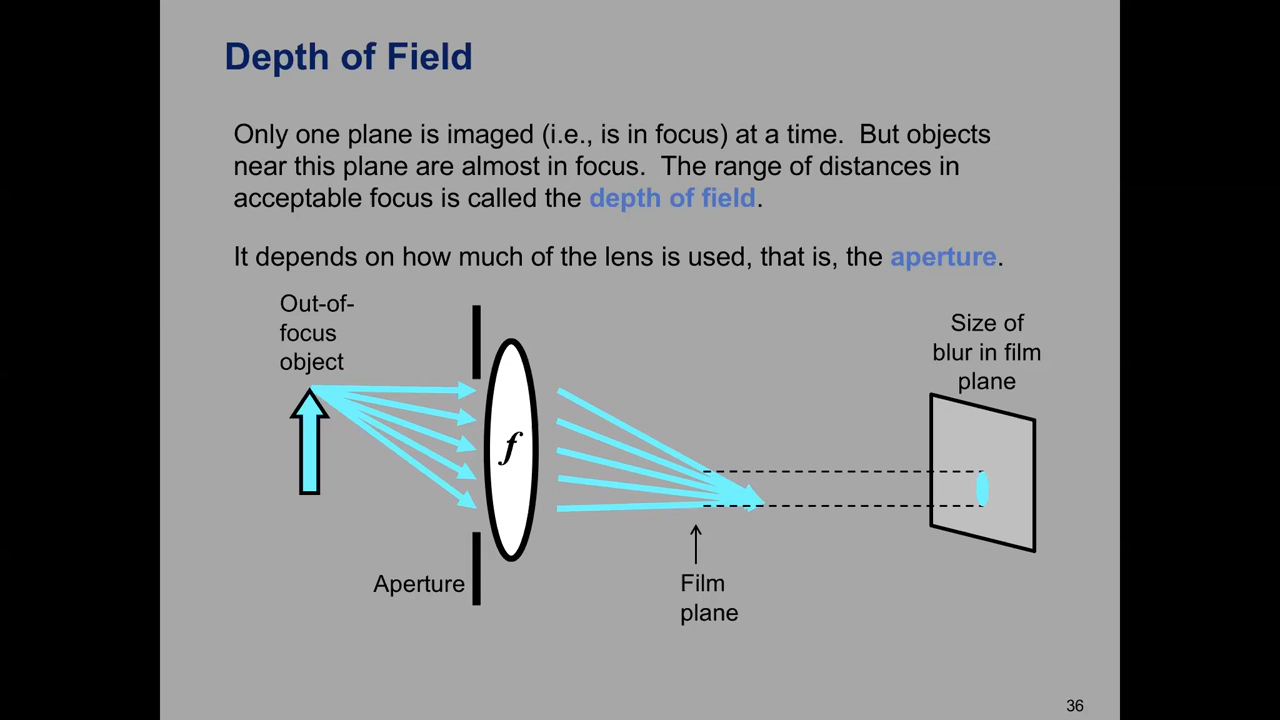 Depth of Field
Only one plane is imaged (i.e., is in focus) at a time.  But objects
near this plane are almost in focus.  The range of distances in
acceptable focus is called the depth of field.
It depends on how much of the lens is used, that is, the aperture.
Out-of-
focus
object
Size of
blur in film
plane
f
Aperture
Film
plane
36